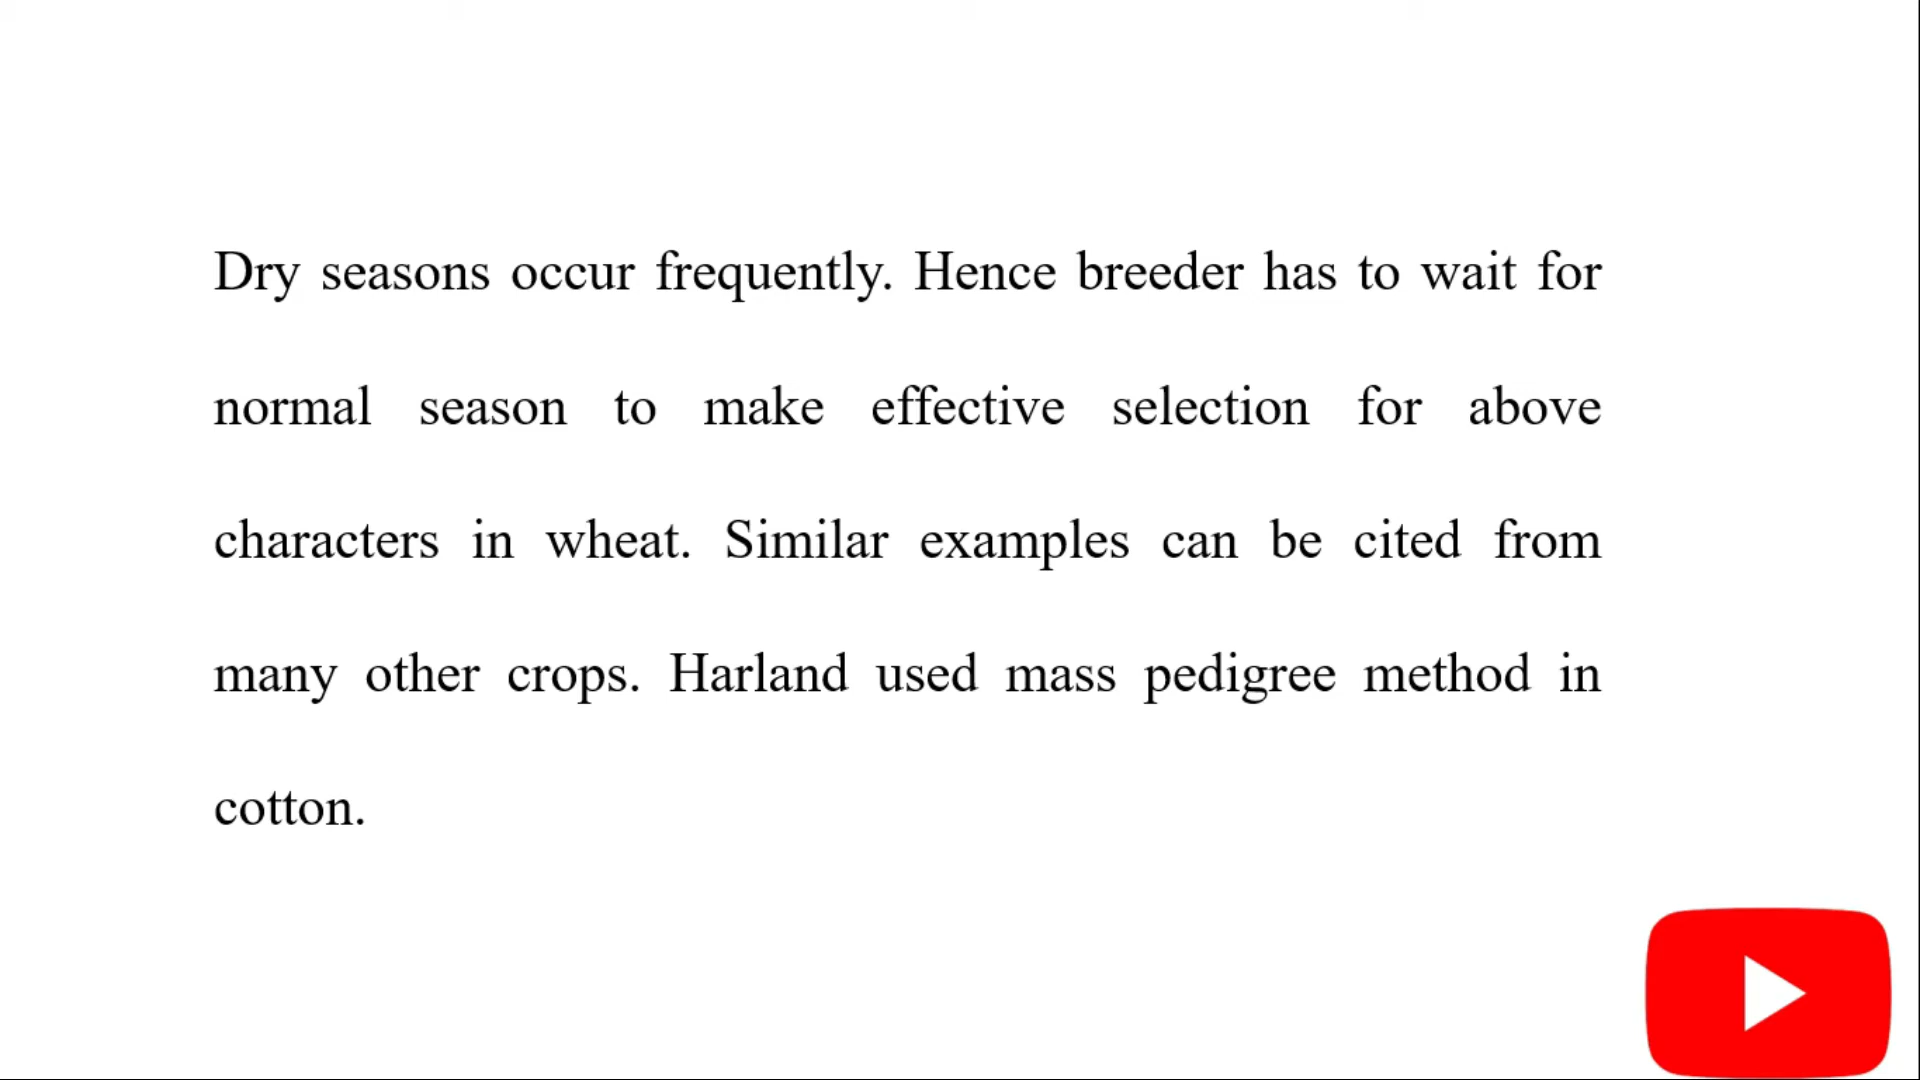 Dry seasons occur frequently. Hence breeder has to wait for
normal season to make effective selection for above
characters in wheat. Similar examples can be cited from
many other crops. Harland used mass pedigree method in
cotton.